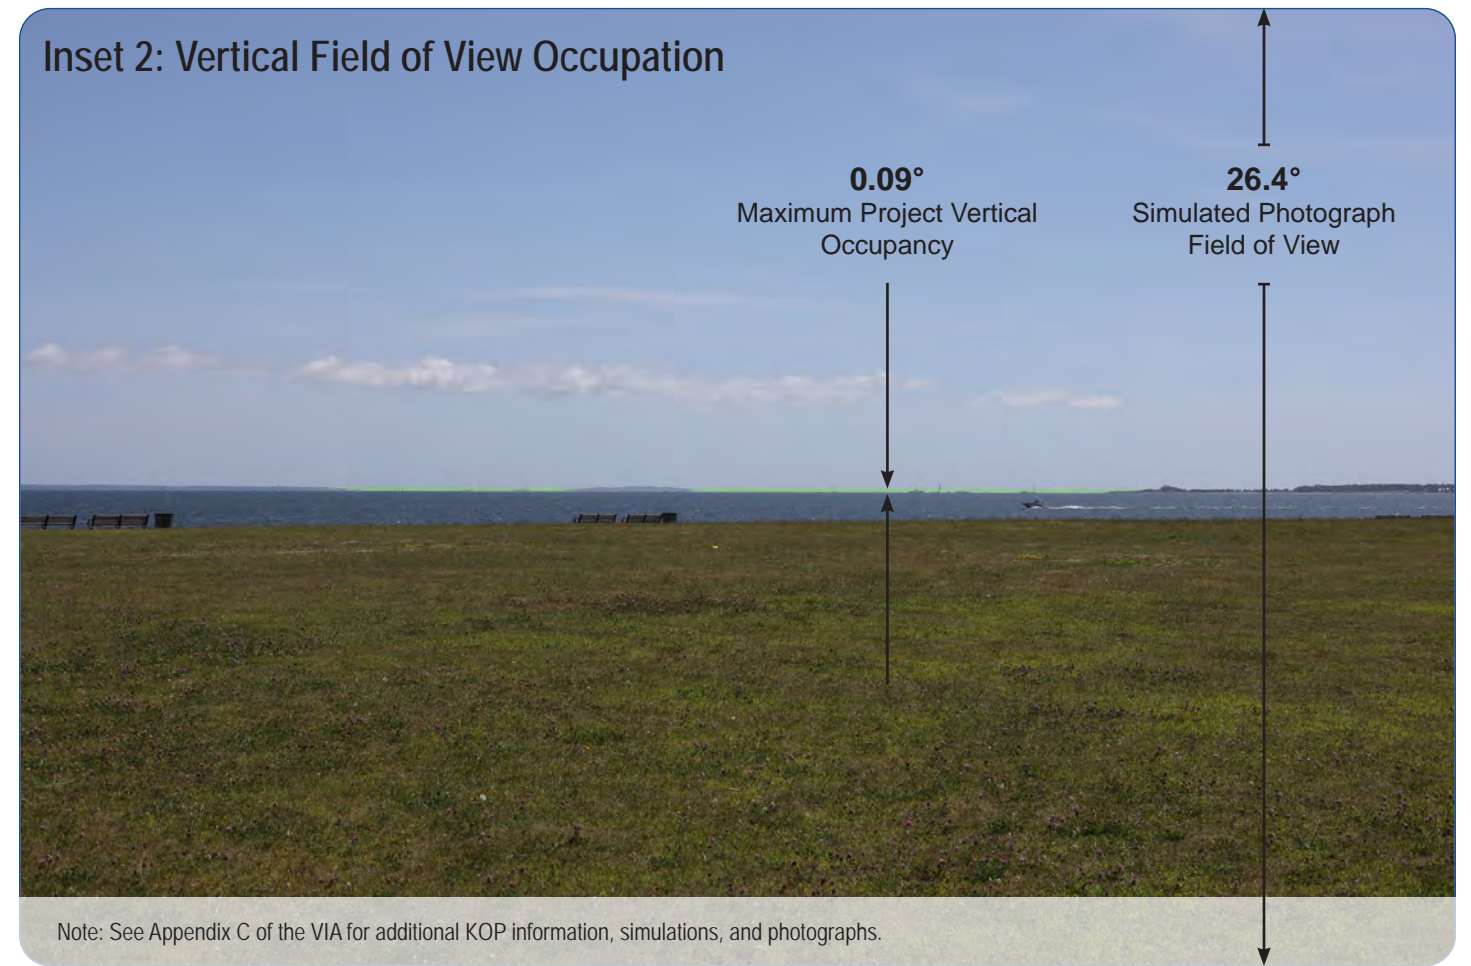 Inset 2: Vertical Field of View Occupation
0.09°
Maximum Project Vertical
Occupancy
26.4°
Simulated Photograph
Field of View
Note: See Appendix C of the VIA for additional KOP information, simulations, and photographs.